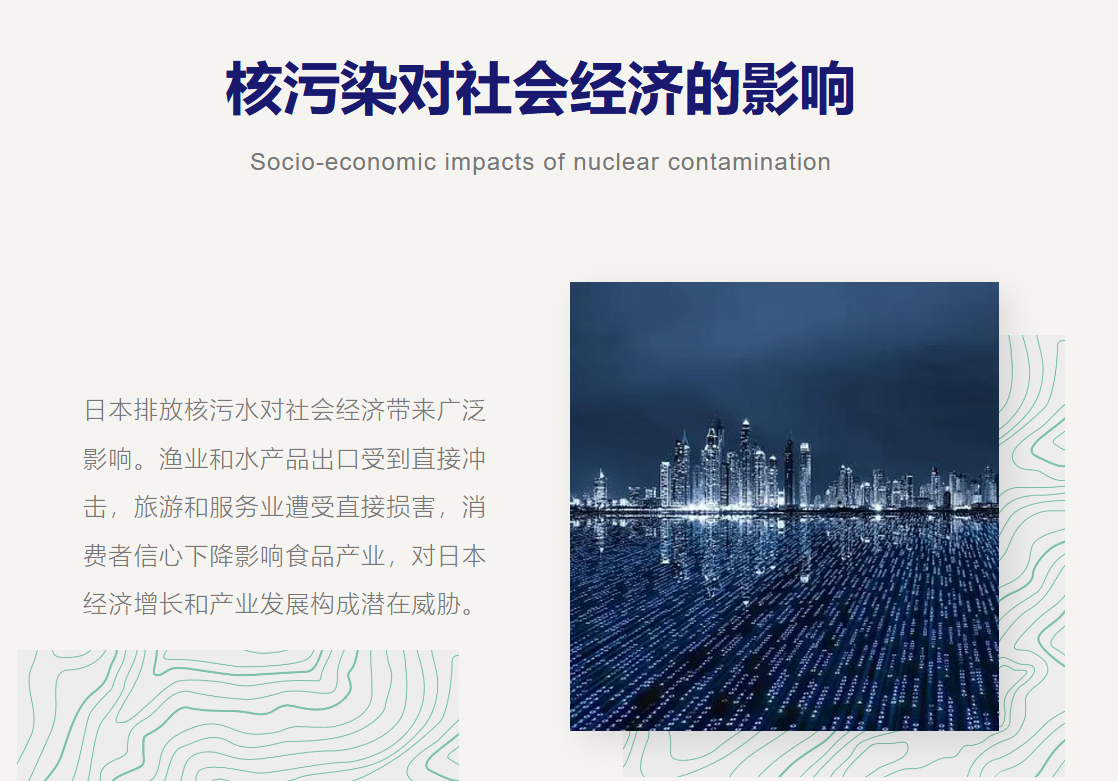 核污染对社会经济的影响
Socio-economic impacts of nuclear contamination
日本排放核污水对社会经济带来广泛
影响。渔业和水产品出口受到直接冲
击，旅游和服务业遭受直接损害，消
费者信心下降影响食品产业，对日本
经济增长和产业发展构成潜在威胁。